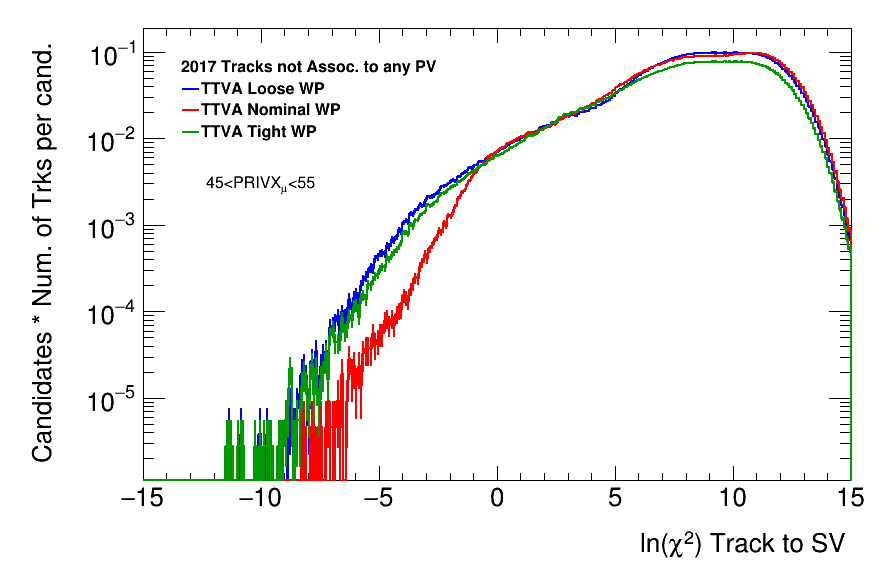 Candidates * Num. of Trks per cand.
10⁻¹
10⁻²
10⁻³
10⁻⁴
10⁻⁵
2017 Tracks not Assoc. to any PV
TTVA Loose WP
TTVA Nominal WP
TTVA Tight WP
45<PRIVX_μ<55
−15 −10 −5 0 5 10 15
ln(χ²) Track to SV